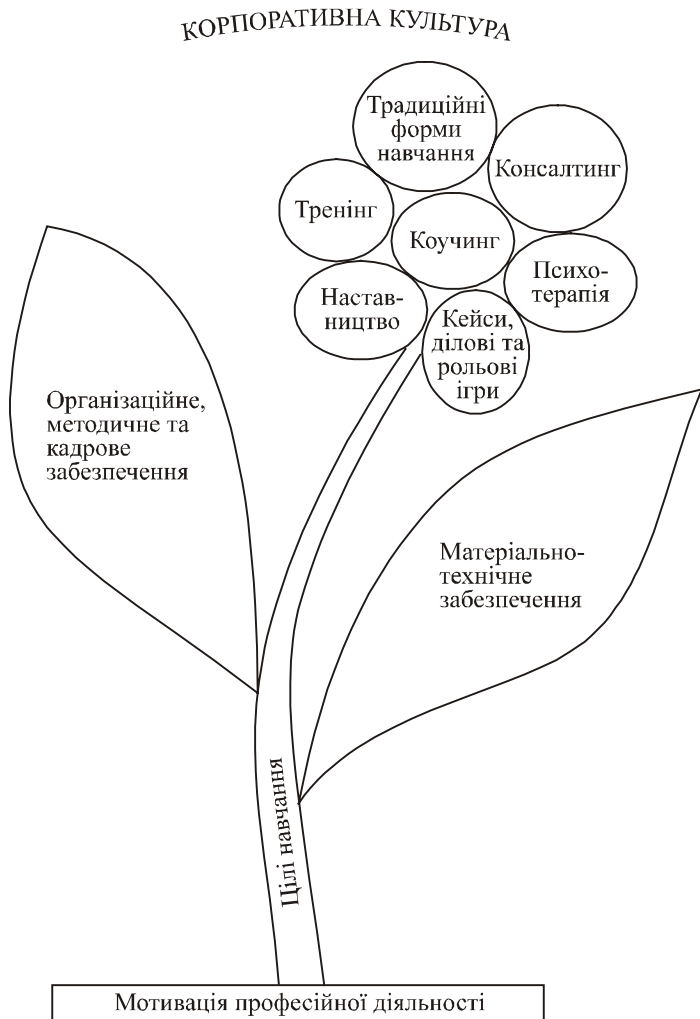 КОРПОРАТИВНА КУЛЬТУРА
Традиційні
форми
навчання
Консалтинг
Тренінг
Коучинг
Психо-
терапія
Настав-
ництво
Кейси,
ділові та
рольові
ігри
Організаційне,
методичне та
кадрове
забезпечення
Матеріально-
технічне
забезпечення
Цілі навчання
Мотивація професійної діяльності